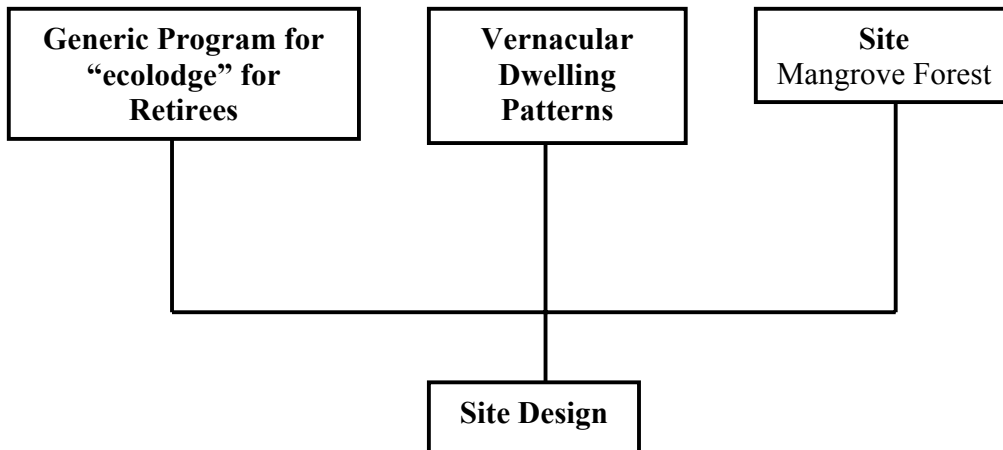 Generic Program for
“ecolodge” for
Retirees
Vernacular
Dwelling
Patterns
Site
Mangrove Forest
Site Design